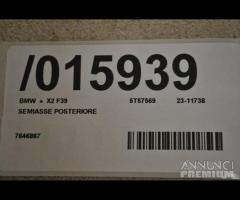 /015939
BMW » X2 F39 5T57569 23-11738
SEMIASSE POSTERIORE
7646867
ANNUNCI
PREMIUM